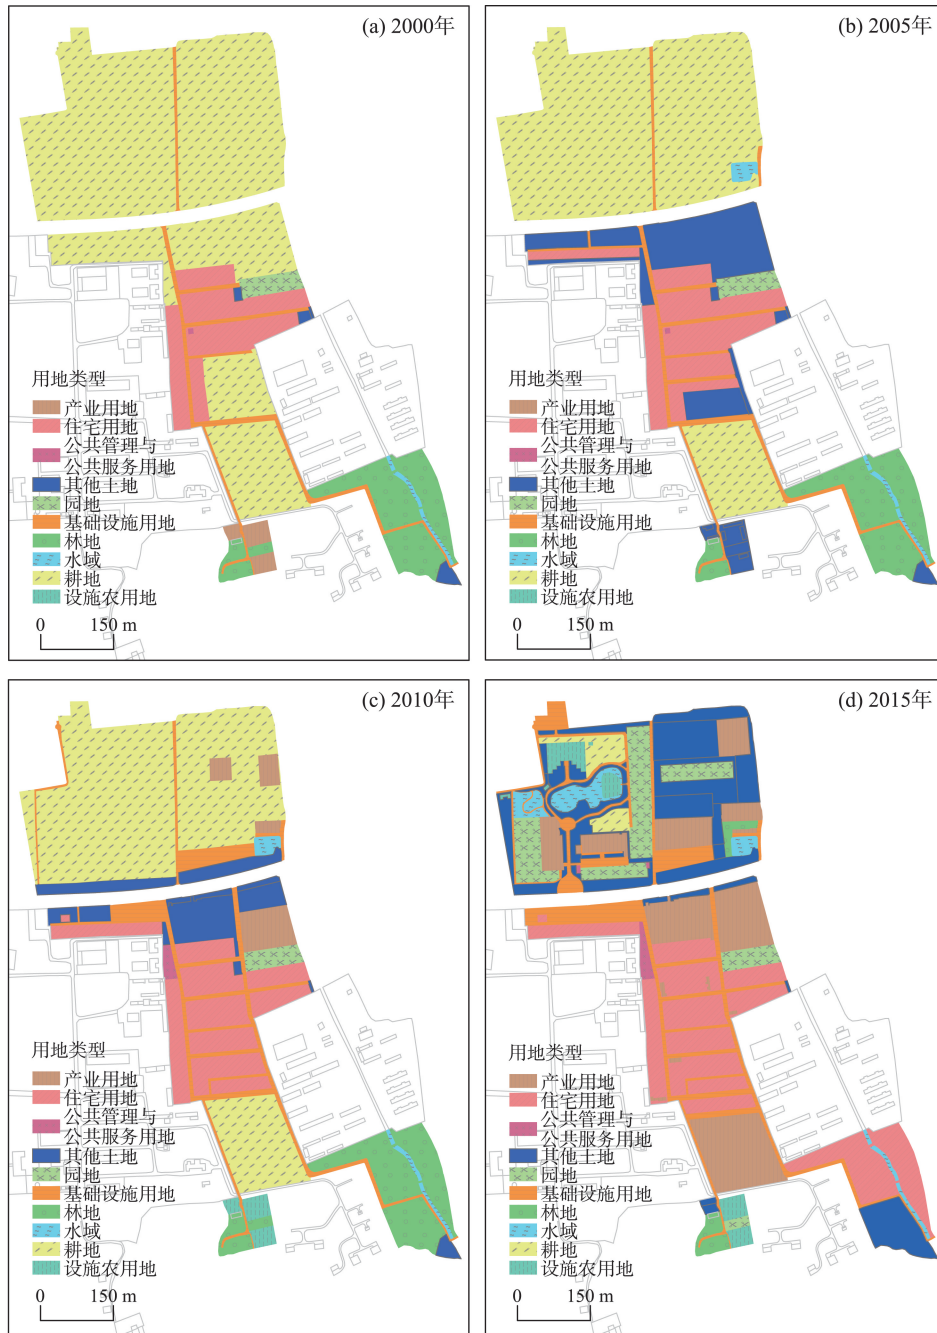 (a) 2000年
用地类型
产业用地
住宅用地
公共管理与
公共服务用地
其他土地
园地
基础设施用地
林地
水域
耕地
设施农用地
0 150 m
(b) 2005年
用地类型
产业用地
住宅用地
公共管理与
公共服务用地
其他土地
园地
基础设施用地
林地
水域
耕地
设施农用地
0 150 m
(c) 2010年
用地类型
产业用地
住宅用地
公共管理与
公共服务用地
其他土地
园地
基础设施用地
林地
水域
耕地
设施农用地
0 150 m
(d) 2015年
用地类型
产业用地
住宅用地
公共管理与
公共服务用地
其他土地
园地
基础设施用地
林地
水域
耕地
设施农用地
0 150 m